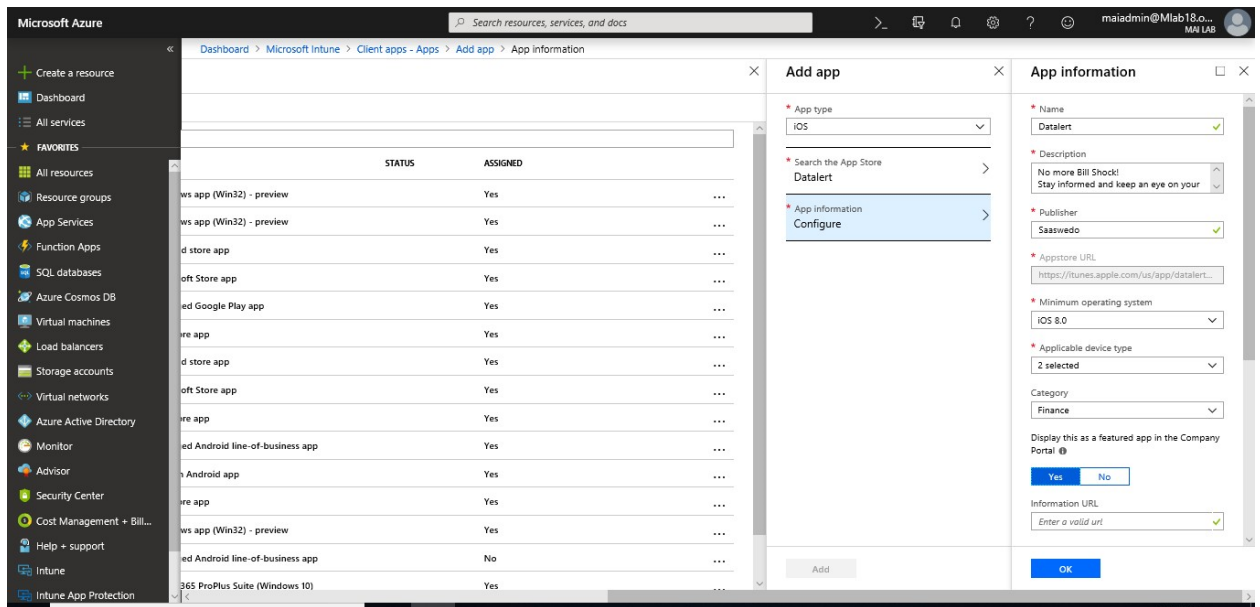 Microsoft Azure
Search resources, services, and docs
maiadmin@Mlab18.o...
MAI LAB
Dashboard > Microsoft Intune > Client apps - Apps > Add app > App information
Create a resource
Dashboard
All services
FAVORITES
All resources
Resource groups
App Services
Function Apps
SQL databases
Azure Cosmos DB
Virtual machines
Load balancers
Storage accounts
Virtual networks
Azure Active Directory
Monitor
Advisor
Security Center
Cost Management + Bill...
Help + support
Intune
Intune App Protection
STATUS ASSIGNED
ws app (Win32) - preview Yes ...
ws app (Win32) - preview Yes ...
d store app Yes ...
oft Store app Yes ...
ed Google Play app Yes ...
ore app Yes ...
d store app Yes ...
oft Store app Yes ...
ore app Yes ...
ed Android line-of-business app Yes ...
Android app Yes ...
ore app Yes ...
ws app (Win32) - preview Yes ...
ed Android line-of-business app No ...
365 ProPlus Suite (Windows 10) Yes ...
Add app
* App type
iOS
* Search the App Store
Datalert
* App information
Configure
Add
App information
* Name
Datalert
* Description
No more Bill Shock!
Stay informed and keep an eye on your
* Publisher
Saaswedo
* Appstore URL
https://itunes.apple.com/us/app/datalert...
* Minimum operating system
iOS 8.0
* Applicable device type
2 selected
Category
Finance
Display this as a featured app in the Company
Portal
Yes No
Information URL
Enter a valid url
OK